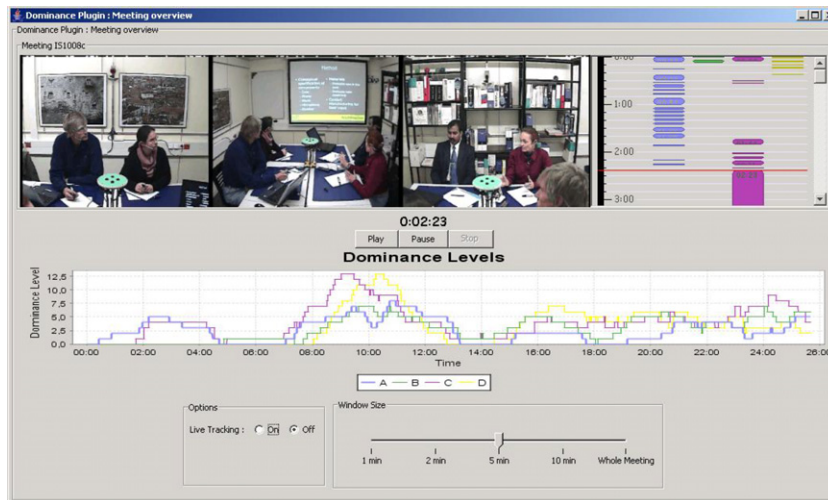 Dominance Plugin : Meeting overview
Dominance Plugin : Meeting overview
Meeting IS1008c
1:00
2:00
3:00
0:02:23
Play Pause Stop
Dominance Levels
Dominance Level
12,5
10,0
7,5
5,0
2,5
0,0
00:00 02:00 04:00 06:00 08:00 10:00 12:00 14:00 16:00 18:00 20:00 22:00 24:00 26:00
Time
A B C D
Options
Live Tracking : On Off
Window Size
1 min 2 min 5 min 10 min Whole Meeting